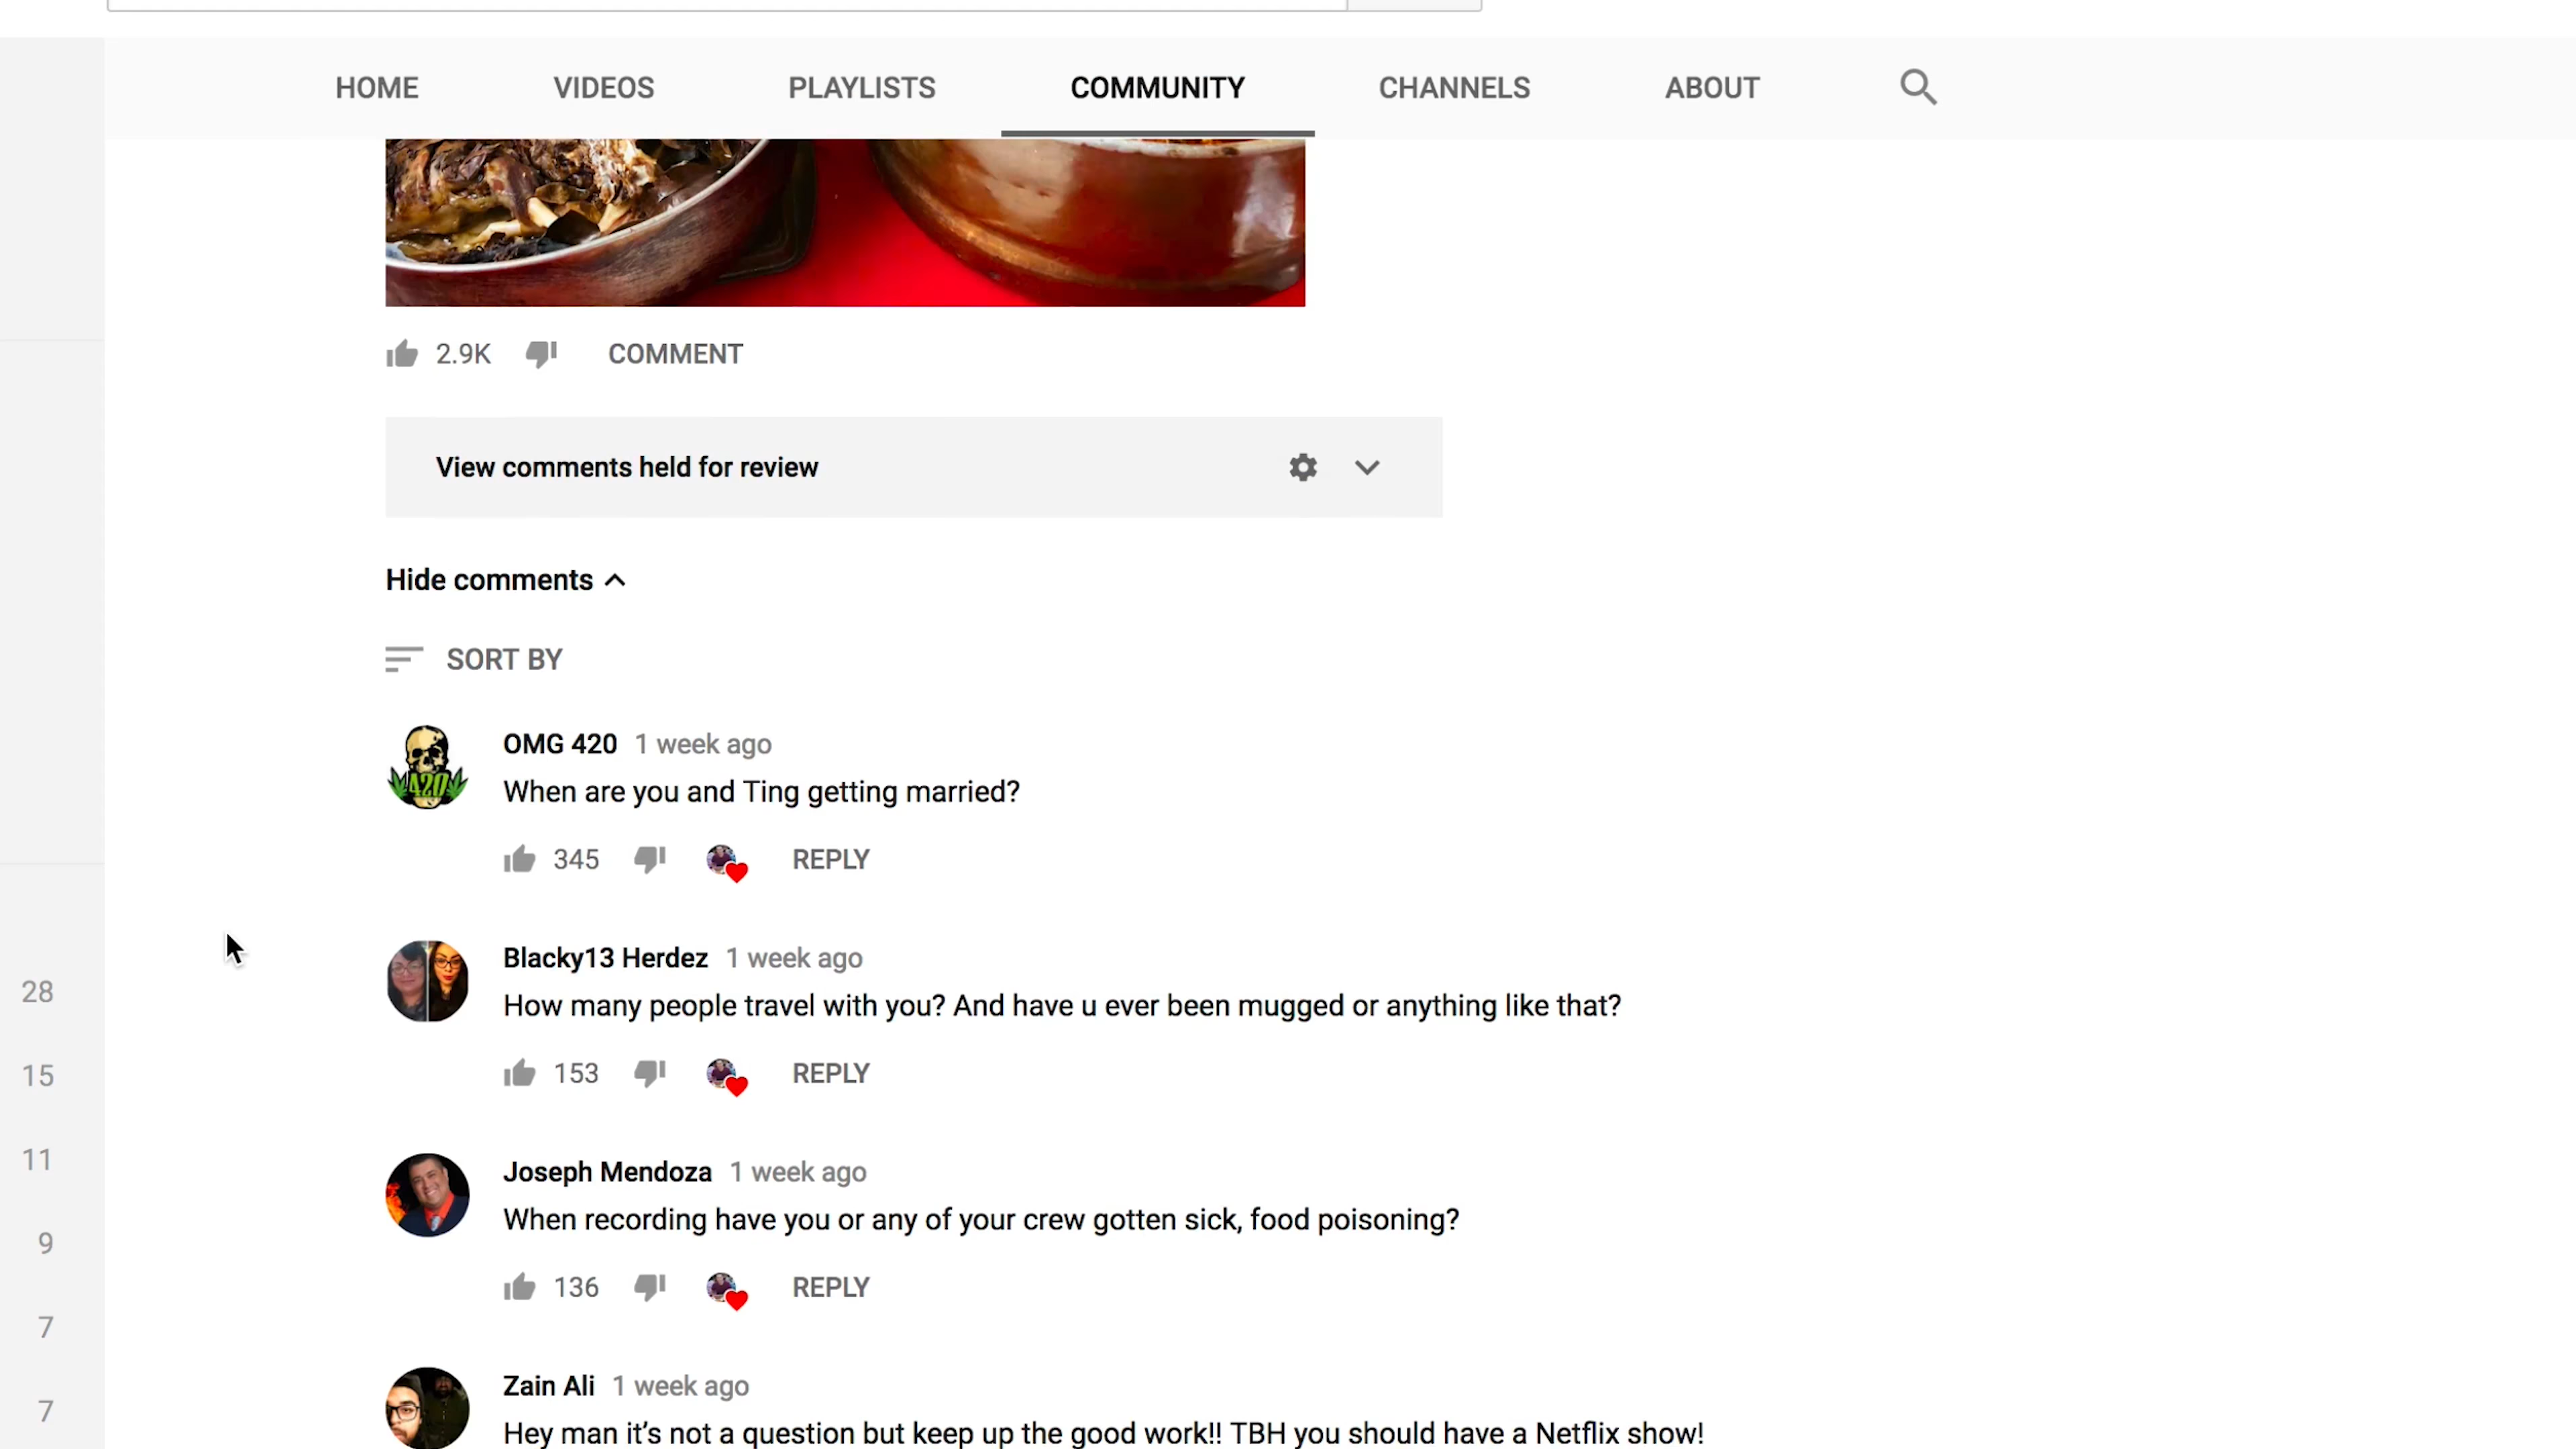 HOME VIDEOS PLAYLISTS COMMUNITY CHANNELS ABOUT
2.9K COMMENT
View comments held for review
Hide comments
SORT BY
OMG 420 1 week ago
420
When are you and Ting getting married?
345 REPLY
Blacky13 Herdez 1 week ago
How many people travel with you? And have u ever been mugged or anything like that?
153 REPLY
Joseph Mendoza 1 week ago
When recording have you or any of your crew gotten sick, food poisoning?
136 REPLY
Zain Ali 1 week ago
Hey man it's not a question but keep up the good work!! TBH you should have a Netflix show!
28
15
11
9
7
7